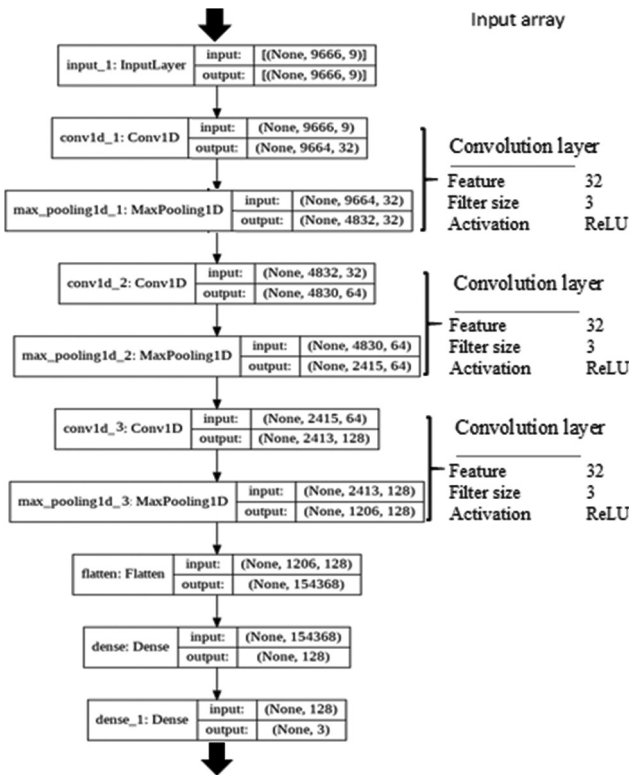 Input array
input_1: InputLayer
input: [(None, 9666, 9)]
output: [(None, 9666, 9)]
conv1d_1: Conv1D
input: (None, 9666, 9)
output: (None, 9664, 32)
max_pooling1d_1: MaxPooling1D
input: (None, 9664, 32)
output: (None, 4832, 32)
Convolution layer
Feature 32
Filter size 3
Activation ReLU
conv1d_2: Conv1D
input: (None, 4832, 32)
output: (None, 4830, 64)
max_pooling1d_2: MaxPooling1D
input: (None, 4830, 64)
output: (None, 2415, 64)
Convolution layer
Feature 32
Filter size 3
Activation ReLU
conv1d_3: Conv1D
input: (None, 2415, 64)
output: (None, 2413, 128)
max_pooling1d_3: MaxPooling1D
input: (None, 2413, 128)
output: (None, 1206, 128)
Convolution layer
Feature 32
Filter size 3
Activation ReLU
flatten: Flatten
input: (None, 1206, 128)
output: (None, 154368)
dense: Dense
input: (None, 154368)
output: (None, 128)
dense_1: Dense
input: (None, 128)
output: (None, 3)